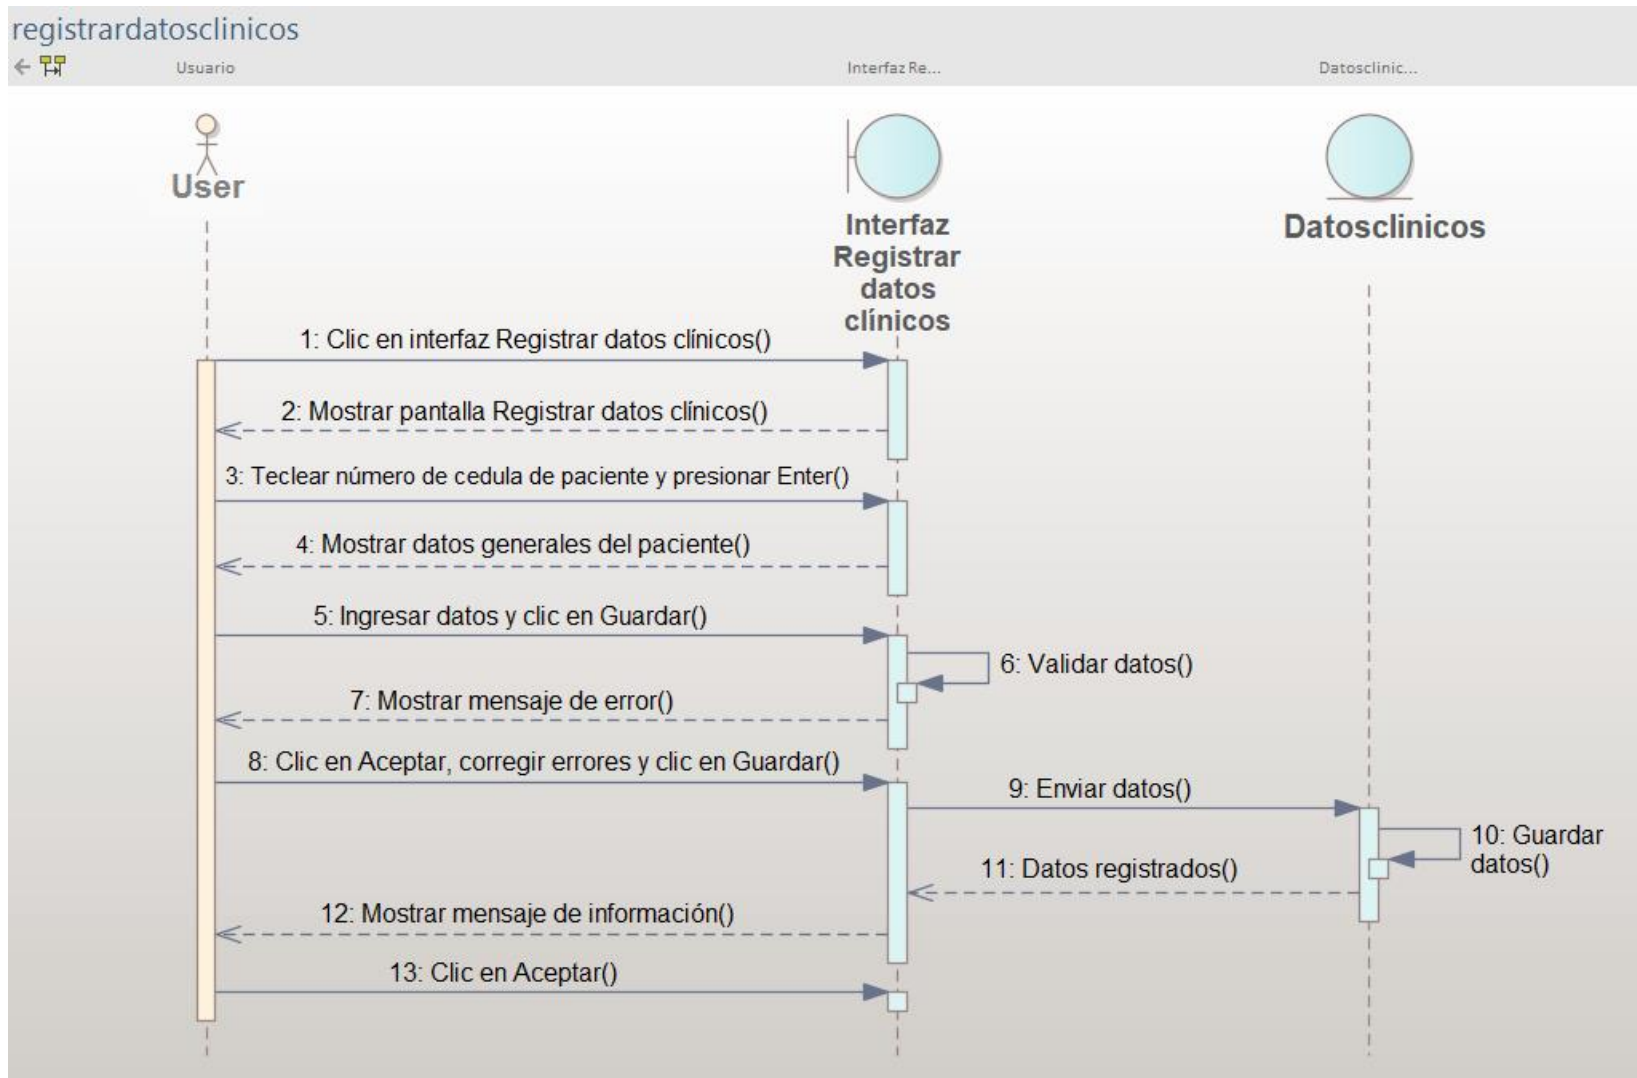 registrardatosclinicos
Usuario
Interfaz Re...
Datosclinic...
User
Interfaz
Registrar
datos
clínicos
Datosclinicos
1: Clic en interfaz Registrar datos clínicos()
2: Mostrar pantalla Registrar datos clínicos()
3: Teclear número de cedula de paciente y presionar Enter()
4: Mostrar datos generales del paciente()
5: Ingresar datos y clic en Guardar()
6: Validar datos()
7: Mostrar mensaje de error()
8: Clic en Aceptar, corregir errores y clic en Guardar()
9: Enviar datos()
10: Guardar
datos()
11: Datos registrados()
12: Mostrar mensaje de información()
13: Clic en Aceptar()